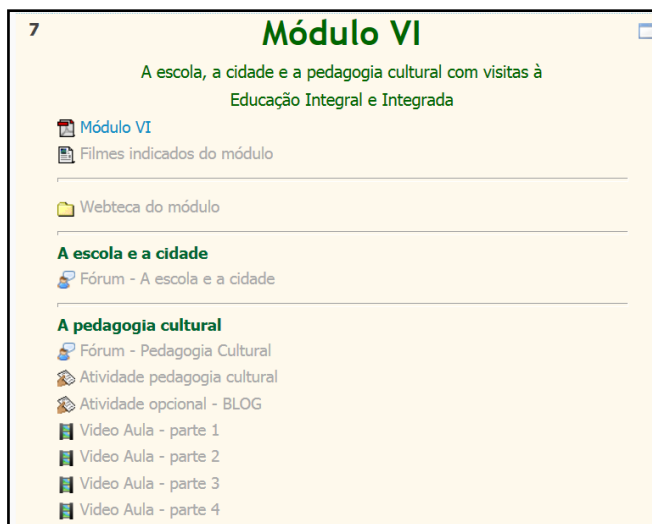 7
Módulo VI
A escola, a cidade e a pedagogia cultural com visitas à
Educação Integral e Integrada
Módulo VI
Filmes indicados do módulo
Webteca do módulo
A escola e a cidade
Fórum - A escola e a cidade
A pedagogia cultural
Fórum - Pedagogia Cultural
Atividade pedagogia cultural
Atividade opcional - BLOG
Video Aula - parte 1
Video Aula - parte 2
Video Aula - parte 3
Video Aula - parte 4